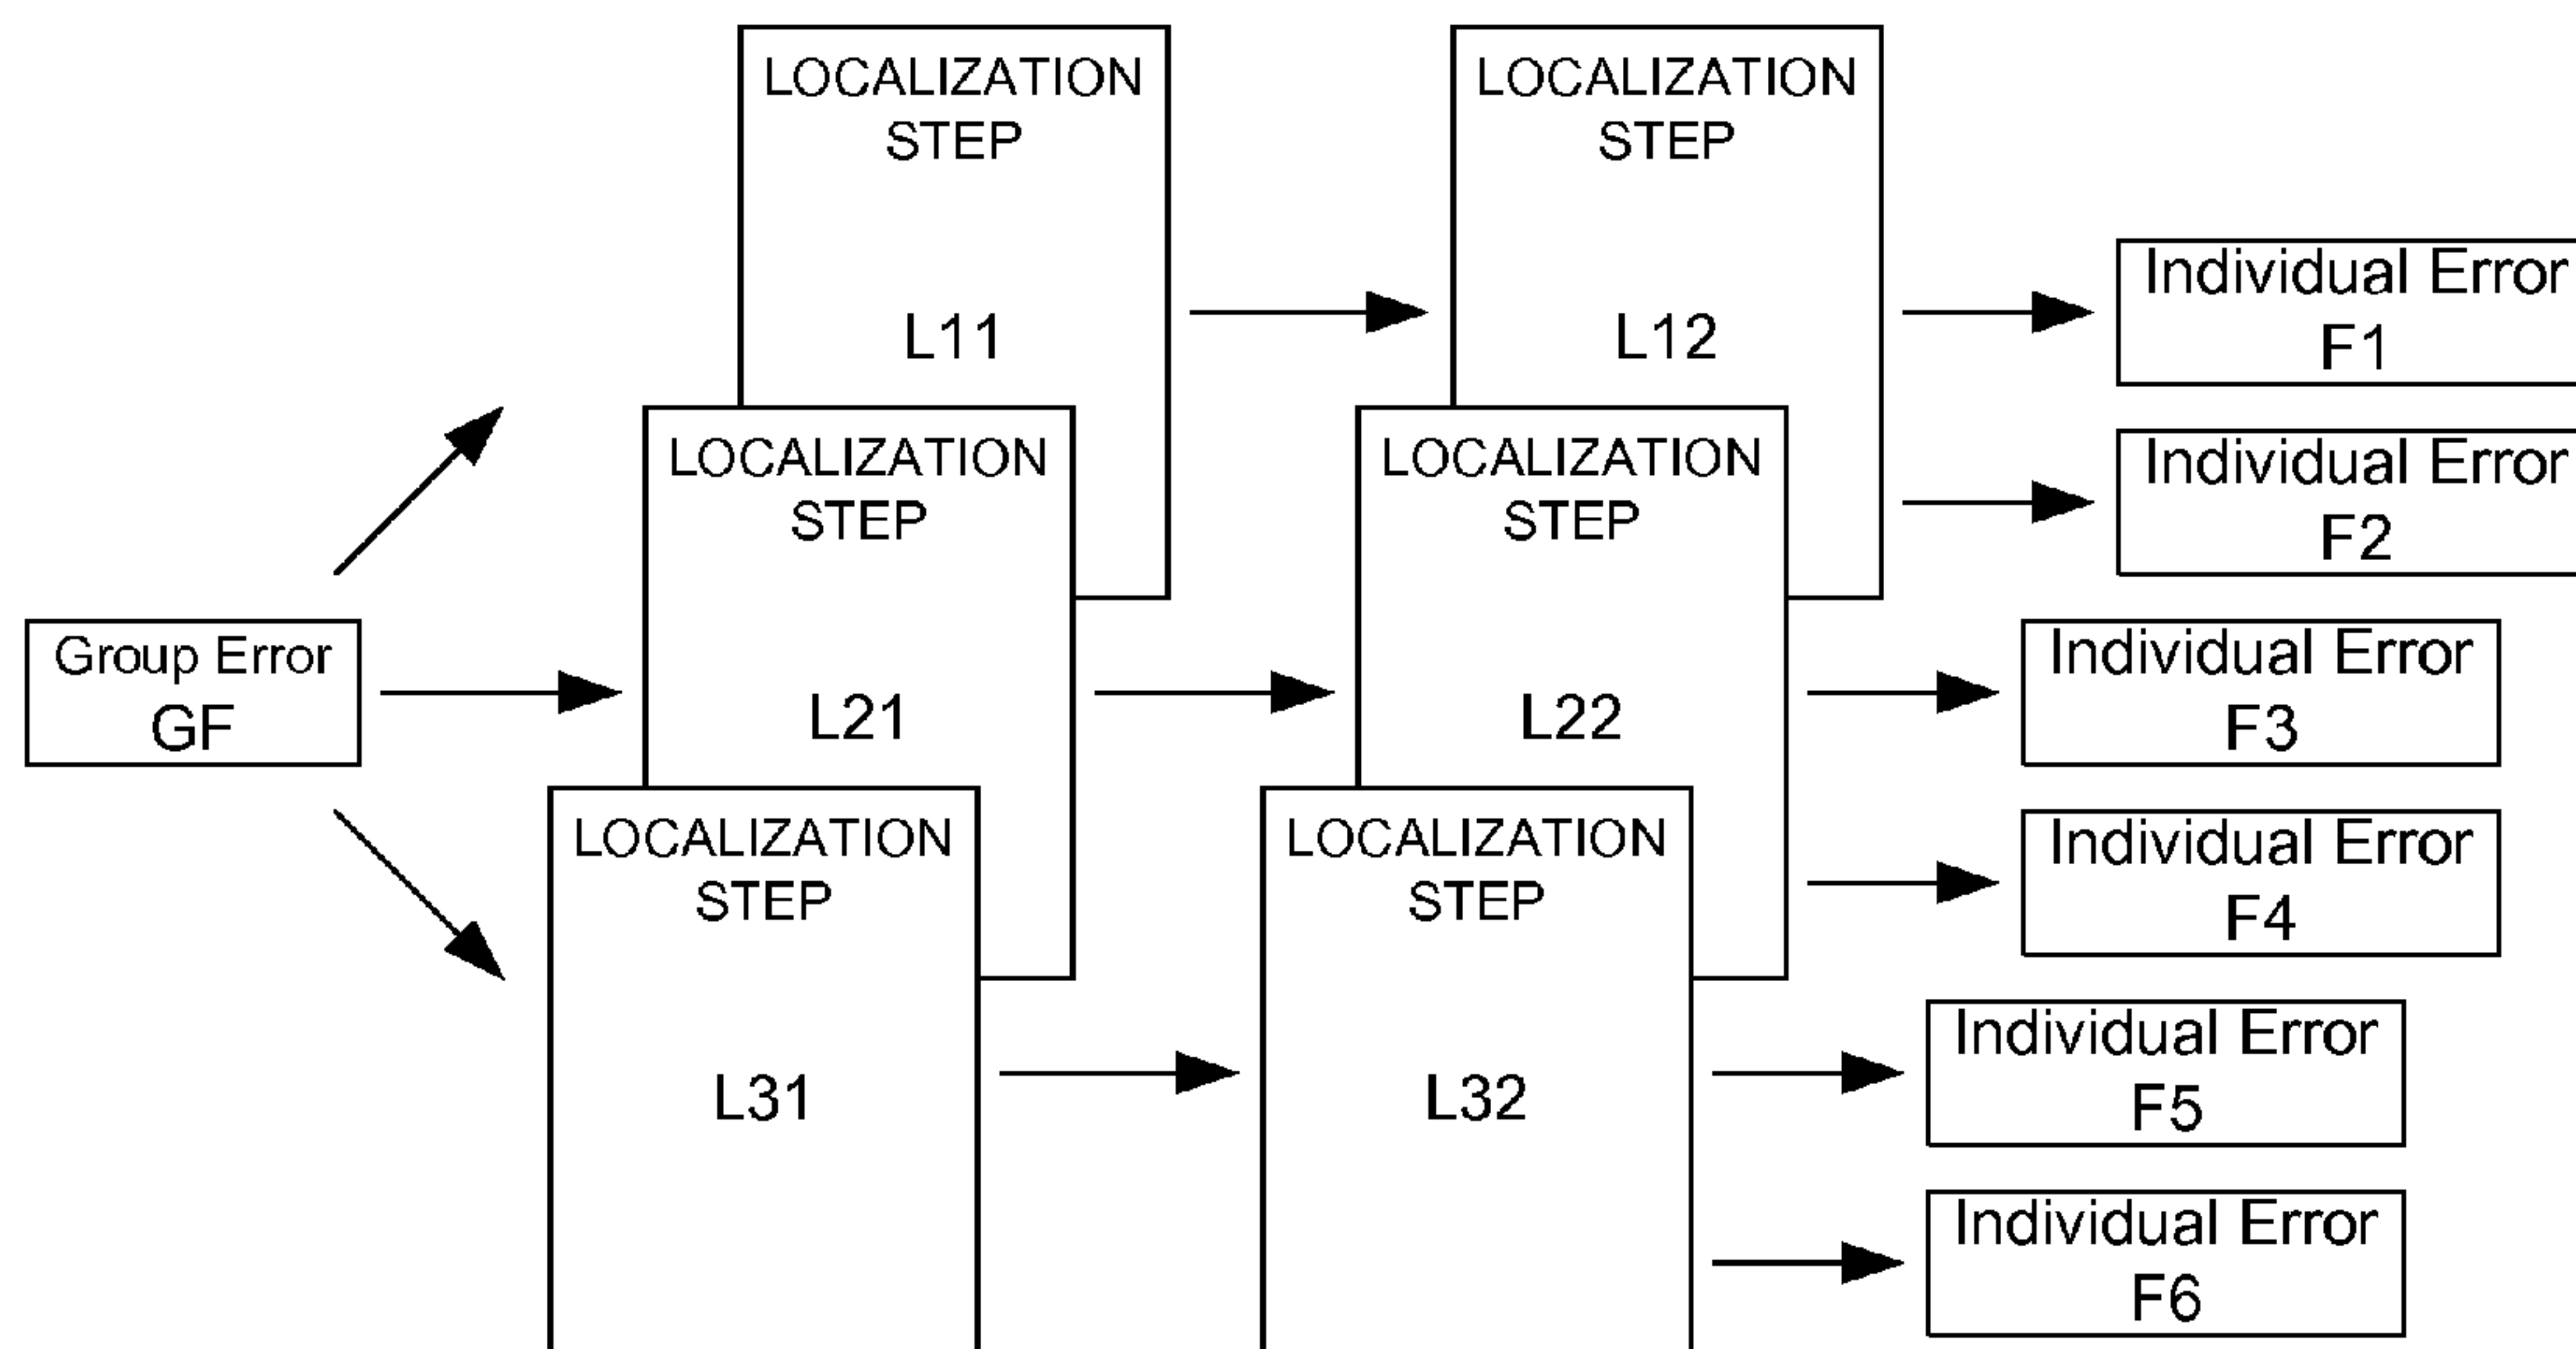 LOCALIZATION
STEP
L11
LOCALIZATION
STEP
L12
Individual Error
F1
Individual Error
F2
LOCALIZATION
STEP
L21
LOCALIZATION
STEP
L22
Group Error
GF
Individual Error
F3
Individual Error
F4
LOCALIZATION
STEP
L31
LOCALIZATION
STEP
L32
Individual Error
F5
Individual Error
F6